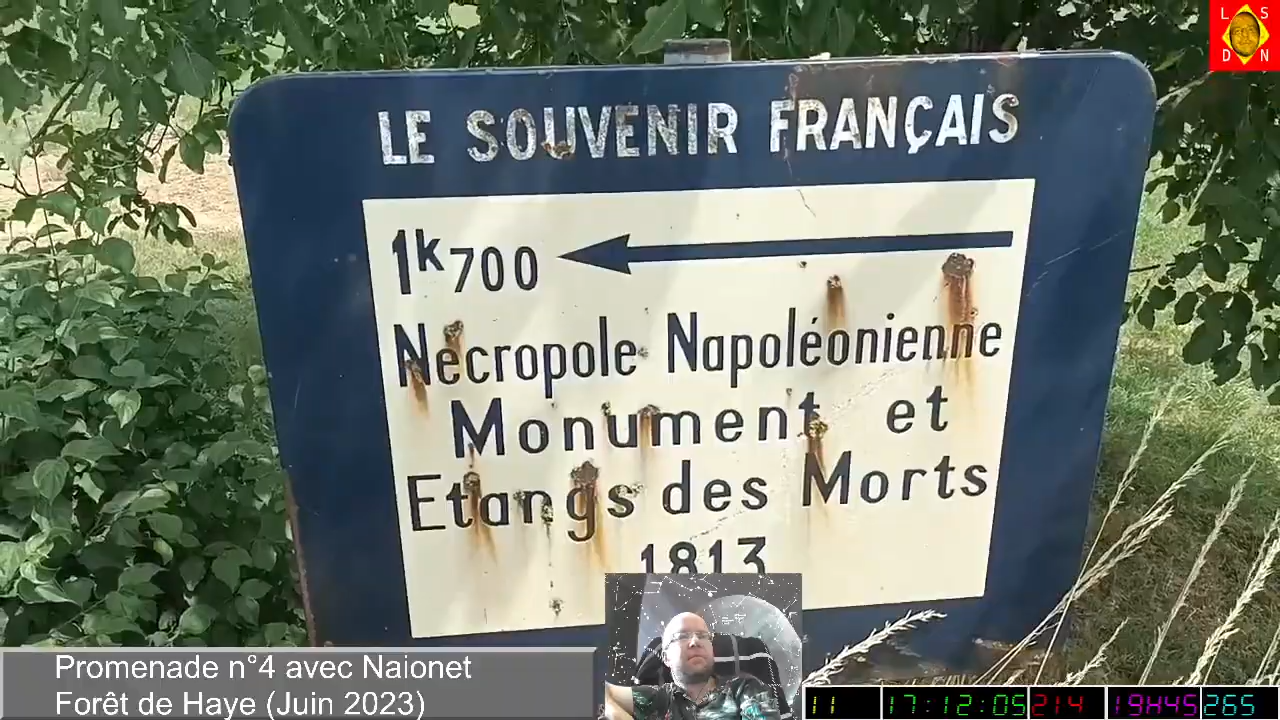 L S
D N
LE SOUVENIR FRANÇAIS
1k700
Nécropole Napoléonienne
Monument et
Etangs des Morts
1813
Promenade n°4 avec Naionet
Forêt de Haye (Juin 2023)
11 17:12:05 214 19H45 265